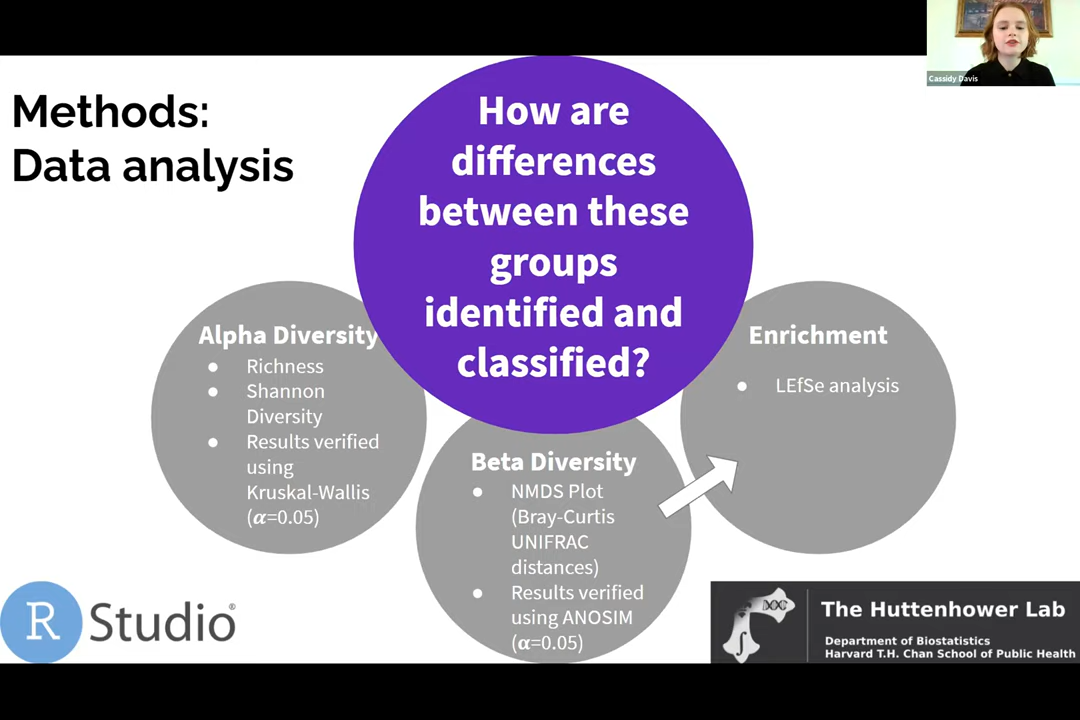 Methods:
Data analysis
How are
differences
between these
groups
identified and
classified?
Cassidy Davis
Alpha Diversity
● Richness
● Shannon
Diversity
● Results verified
using
Kruskal-Wallis
(α=0.05)
Beta Diversity
● NMDS Plot
(Bray-Curtis
UNIFRAC
distances)
● Results verified
using ANOSIM
(α=0.05)
Enrichment
● LEfSe analysis
R Studio®
The Huttenhower Lab
Department of Biostatistics
Harvard T.H. Chan School of Public Health